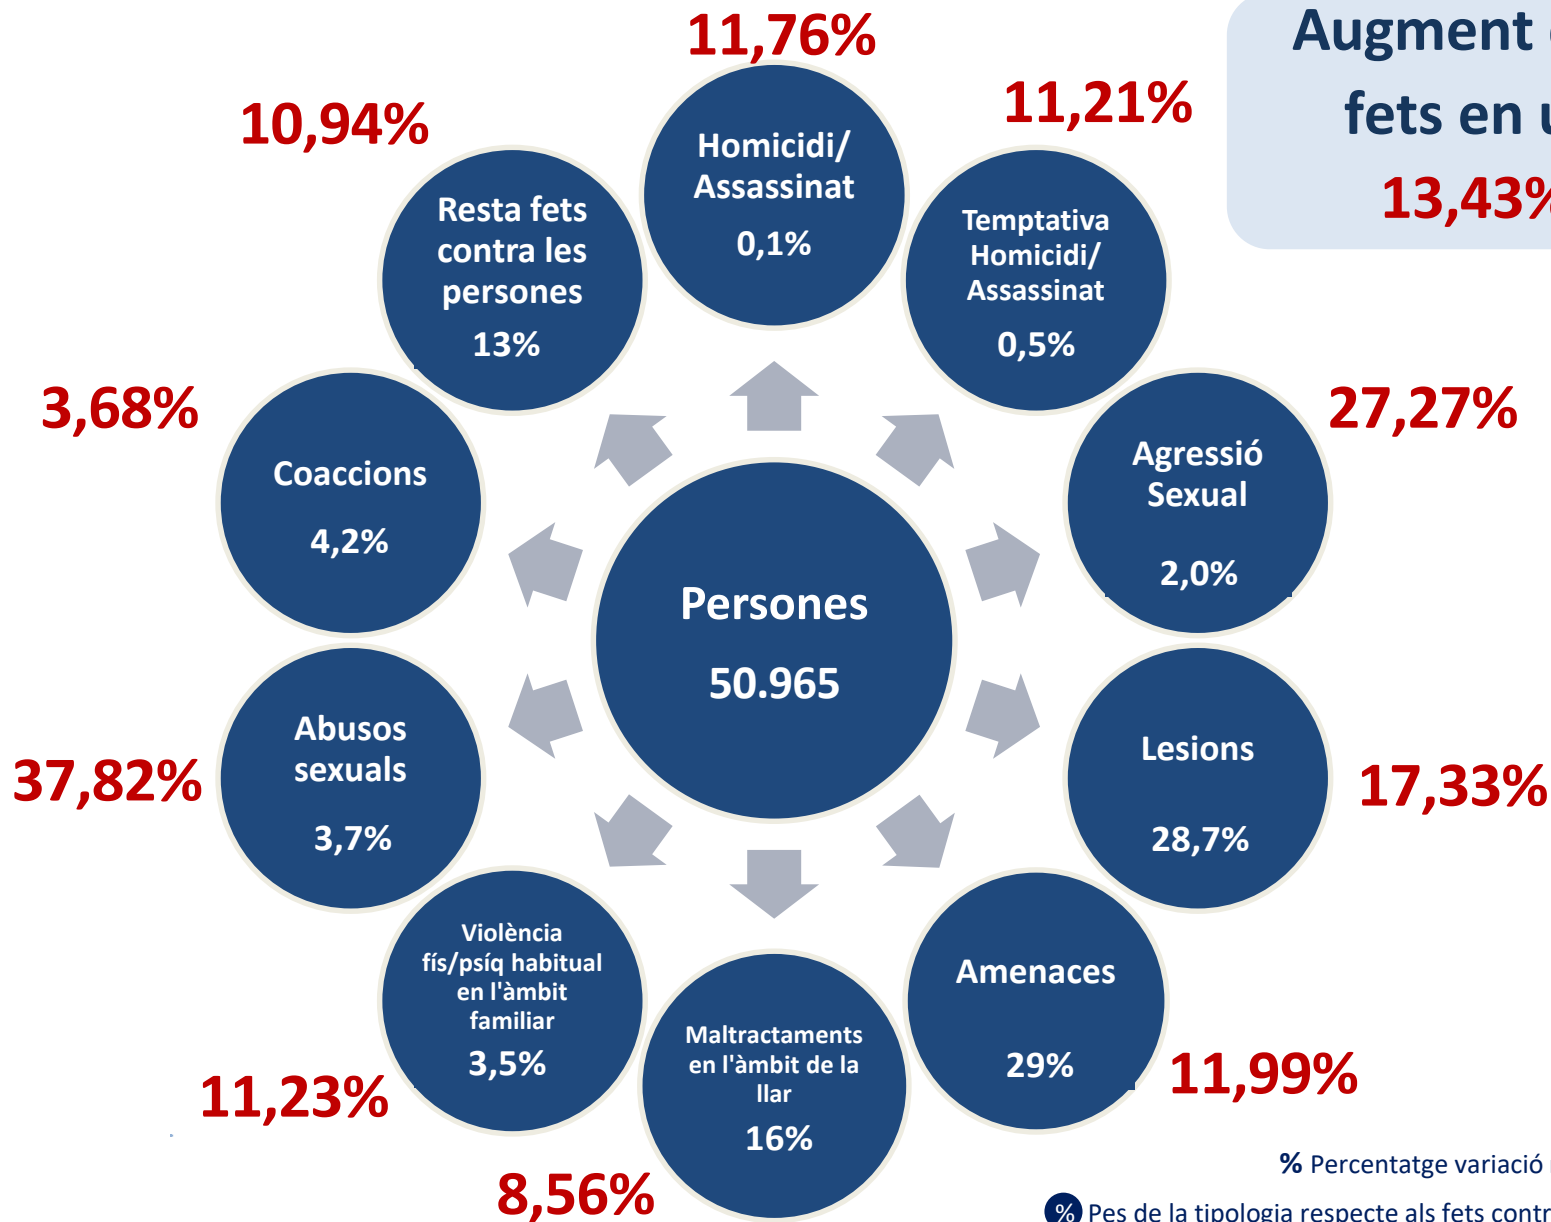 11,76%
Augment
fets en
13,43%
10,94%
11,21%
Homicidi/
Assassinat
0,1%
Resta fets
contra les
persones
13%
Temptativa
Homicidi/
Assassinat
0,5%
3,68%
27,27%
Coaccions
4,2%
Agressió
Sexual
2,0%
Persones
50.965
37,82%
Abusos
sexuals
3,7%
Lesions
28,7%
17,33%
Violència
fís/psíq habitual
en l'àmbit
familiar
3,5%
Amenaces
29%
11,23%
11,99%
Maltractaments
en l'àmbit de la
llar
16%
8,56%
% Percentatge variació
% Pes de la tipologia respecte als fets